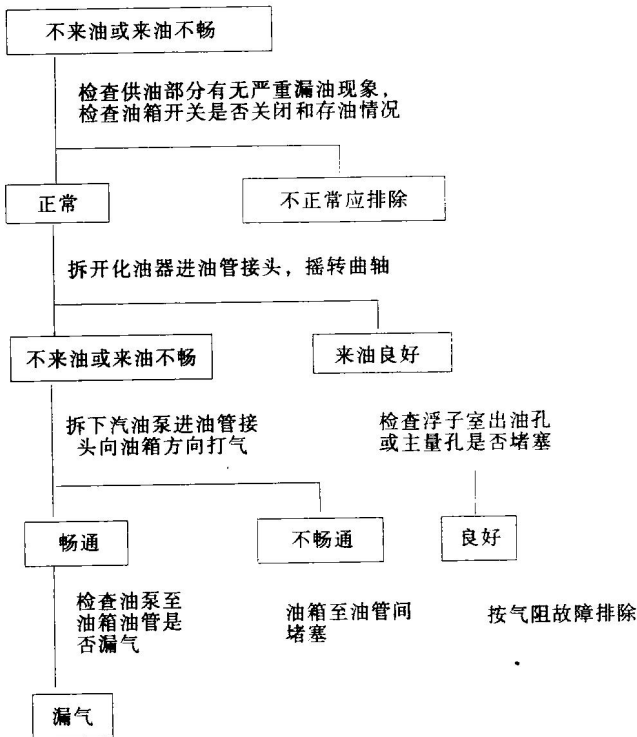 不来油或来油不畅
检查供油部分有无严重漏油现象，
检查油箱开关是否关闭和存油情况
正常
不正常应排除
拆开化油器进油管接头，摇转曲轴
不来油或来油不畅
来油良好
拆下汽油泵进油管接
头向油箱方向打气
检查浮子室出油孔
或主量孔是否堵塞
畅通
不畅通
良好
检查油泵至
油箱油管是
否漏气
油箱至油管间
堵塞
按气阻故障排除
漏气